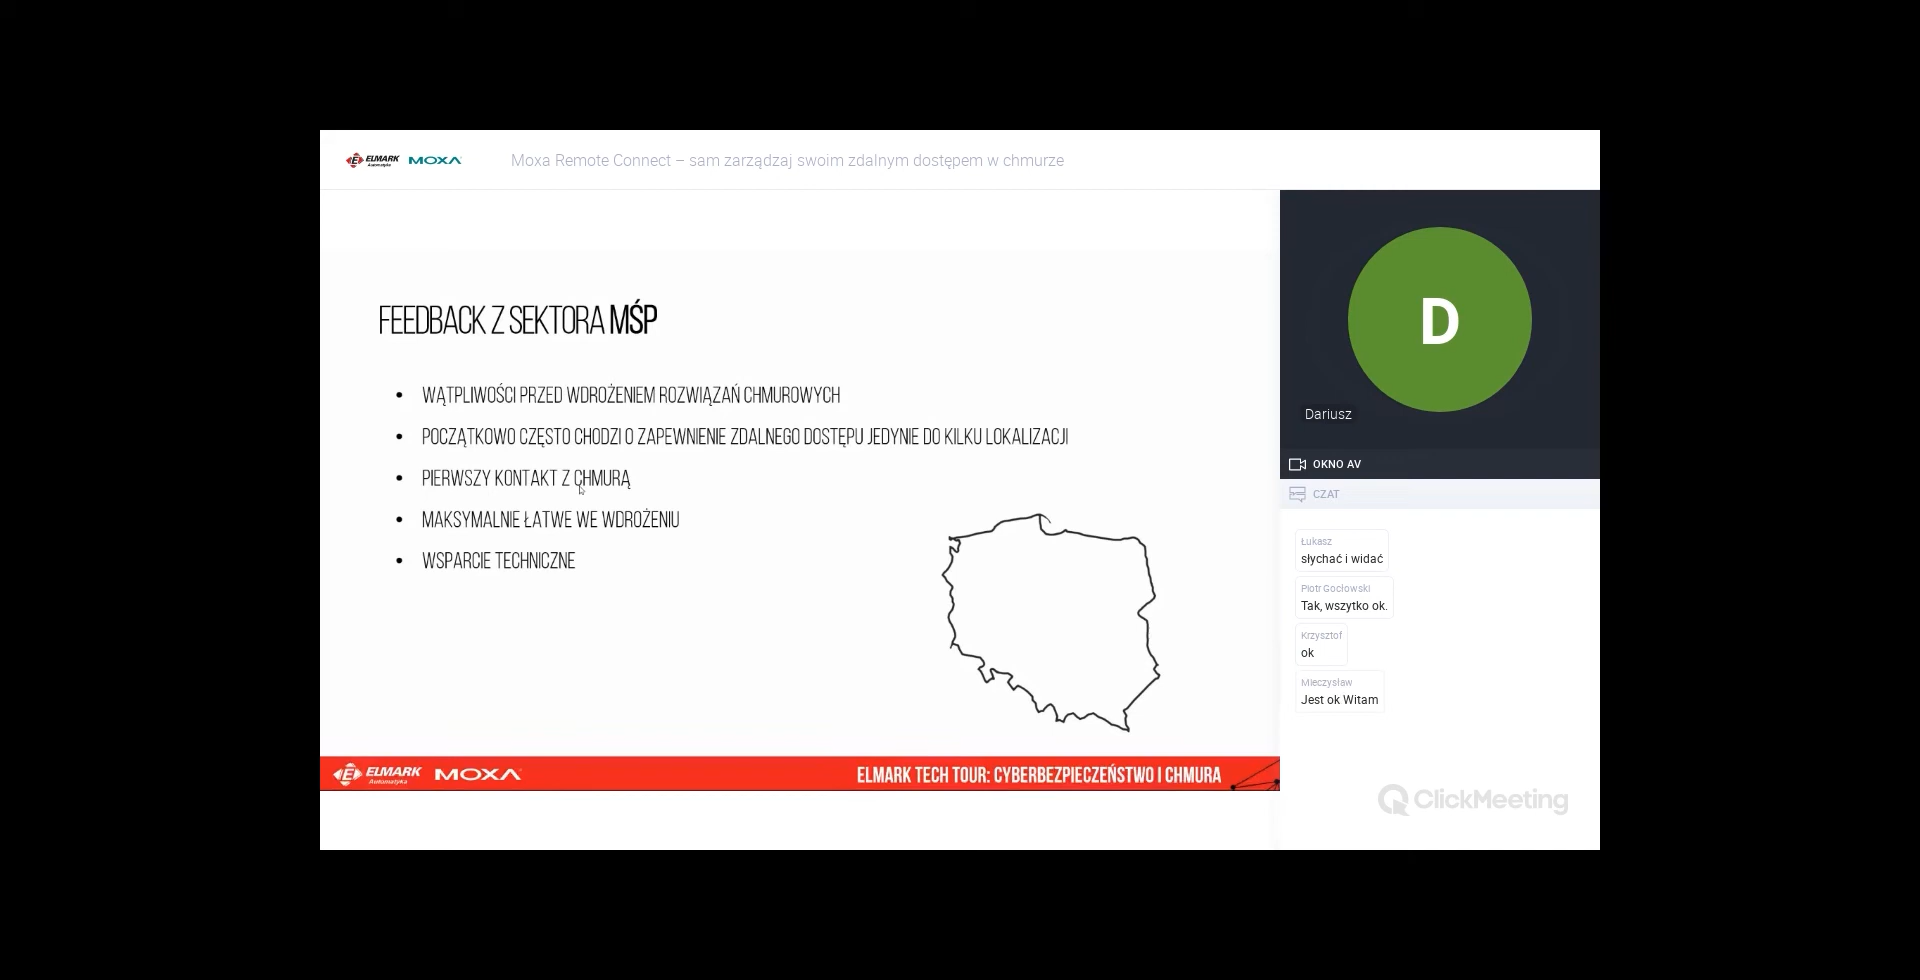 ELMARK
Automatyka
MOXA
Moxa Remote Connect – sam zarządzaj swoim zdalnym dostępem w chmurze
FEEDBACK Z SEKTORA MŚP
• WĄTPLIWOŚCI PRZED WDROŻENIEM ROZWIĄZAŃ CHMUROWYCH
• POCZĄTKOWO CZĘSTO CHODZI O ZAPEWNIENIE ZDALNEGO DOSTĘPU JEDYNIE DO KILKU LOKALIZACJI
• PIERWSZY KONTAKT Z CHMURĄ
• MAKSYMALNIE ŁATWE WE WDROŻENIU
• WSPARCIE TECHNICZNE
ELMARK
Automatyka
MOXA
ELMARK TECH TOUR: CYBERBEZPIECZEŃSTWO I CHMURA
D
Dariusz
OKNO AV
CZAT
Łukasz
słychać i widać
Piotr Gocłowski
Tak, wszytko ok.
Krzysztof
ok
Mieczysław
Jest ok Witam
ClickMeeting